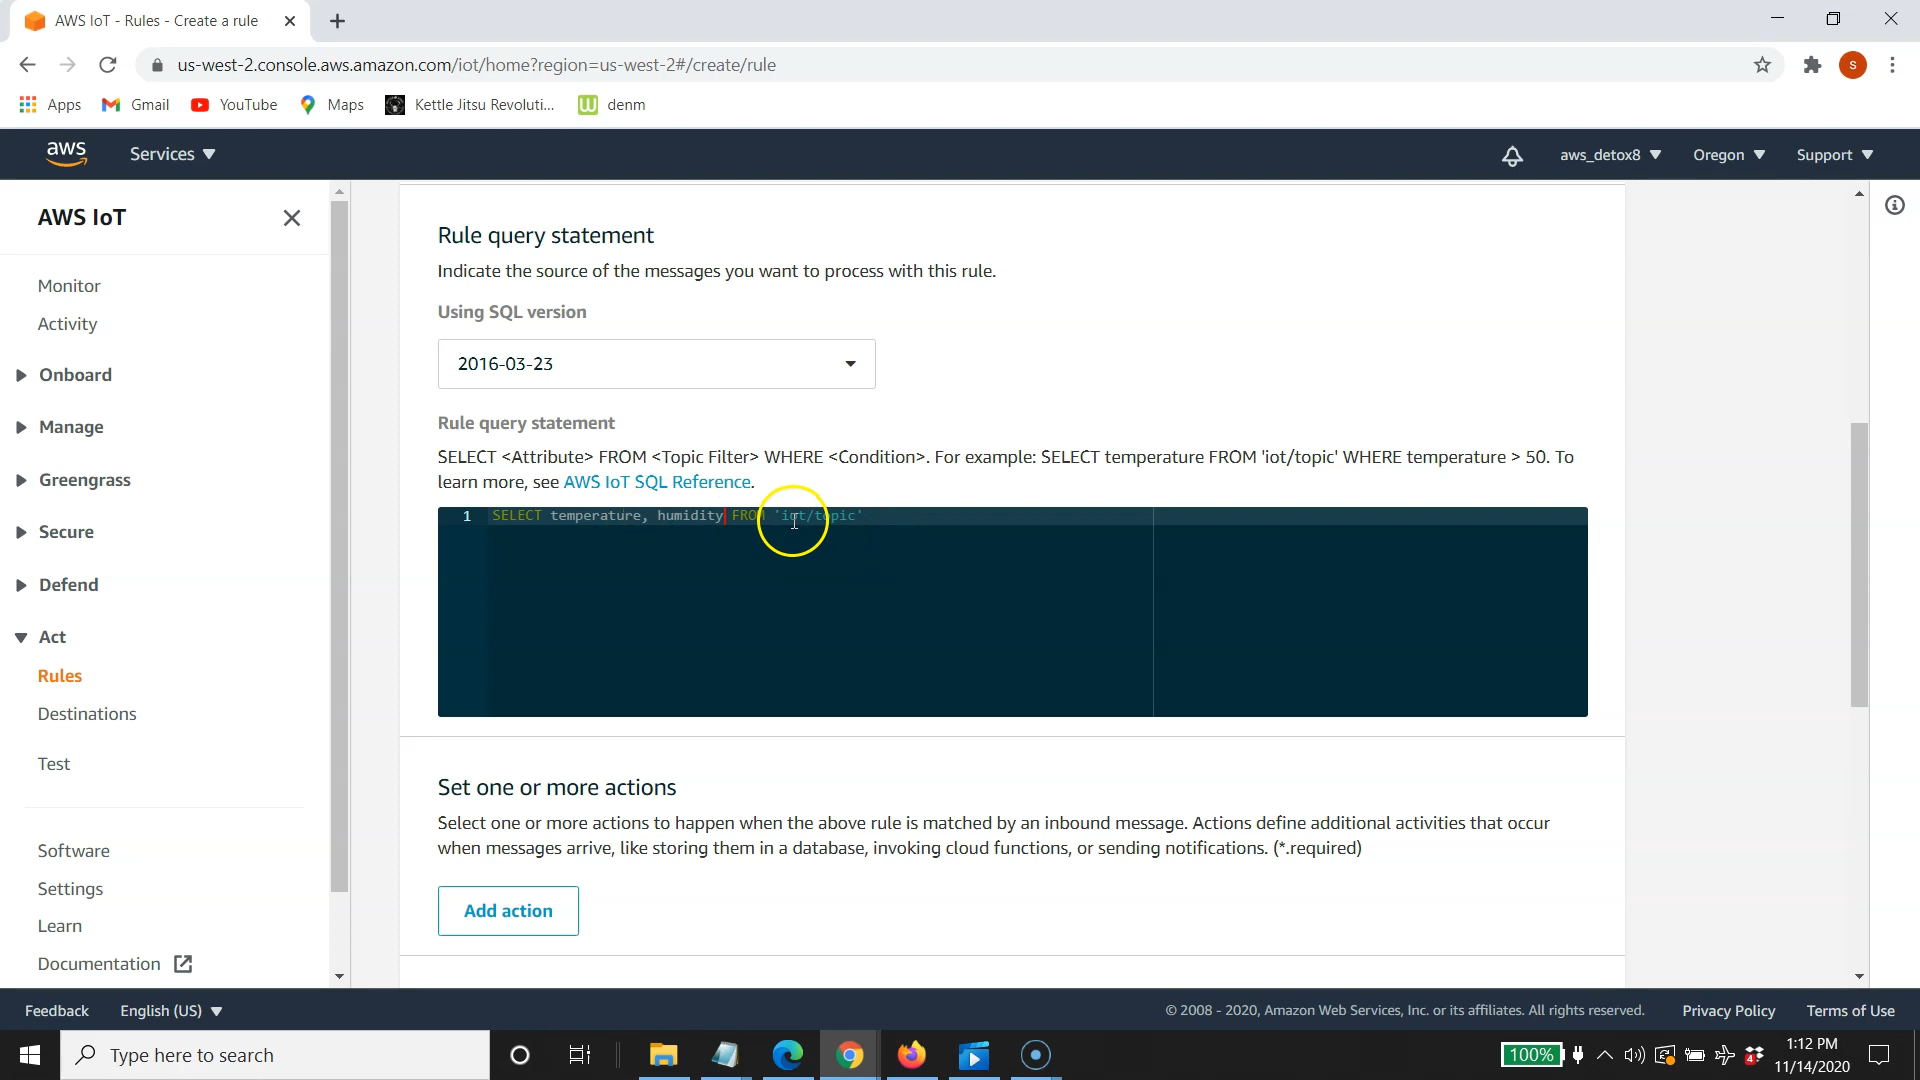 AWS IoT - Rules - Create a rule
us-west-2.console.aws.amazon.com/iot/home?region=us-west-2#/create/rule
S
Apps Gmail YouTube Maps Kettle Jitsu Revoluti... denm
aws Services aws_detox8 Oregon Support
AWS IoT
Monitor
Activity
Onboard
Manage
Greengrass
Secure
Defend
Act
Rules
Destinations
Test
Software
Settings
Learn
Documentation
Rule query statement
Indicate the source of the messages you want to process with this rule.
Using SQL version
2016-03-23
Rule query statement
SELECT <Attribute> FROM <Topic Filter> WHERE <Condition>. For example: SELECT temperature FROM 'iot/topic' WHERE temperature > 50. To
learn more, see AWS IoT SQL Reference.
1 SELECT temperature, humidity FROM 'iot/topic'
Set one or more actions
Select one or more actions to happen when the above rule is matched by an inbound message. Actions define additional activities that occur
when messages arrive, like storing them in a database, invoking cloud functions, or sending notifications. (*.required)
Add action
Feedback English (US) © 2008 - 2020, Amazon Web Services, Inc. or its affiliates. All rights reserved. Privacy Policy Terms of Use
Type here to search
100%
4
1:12 PM
11/14/2020